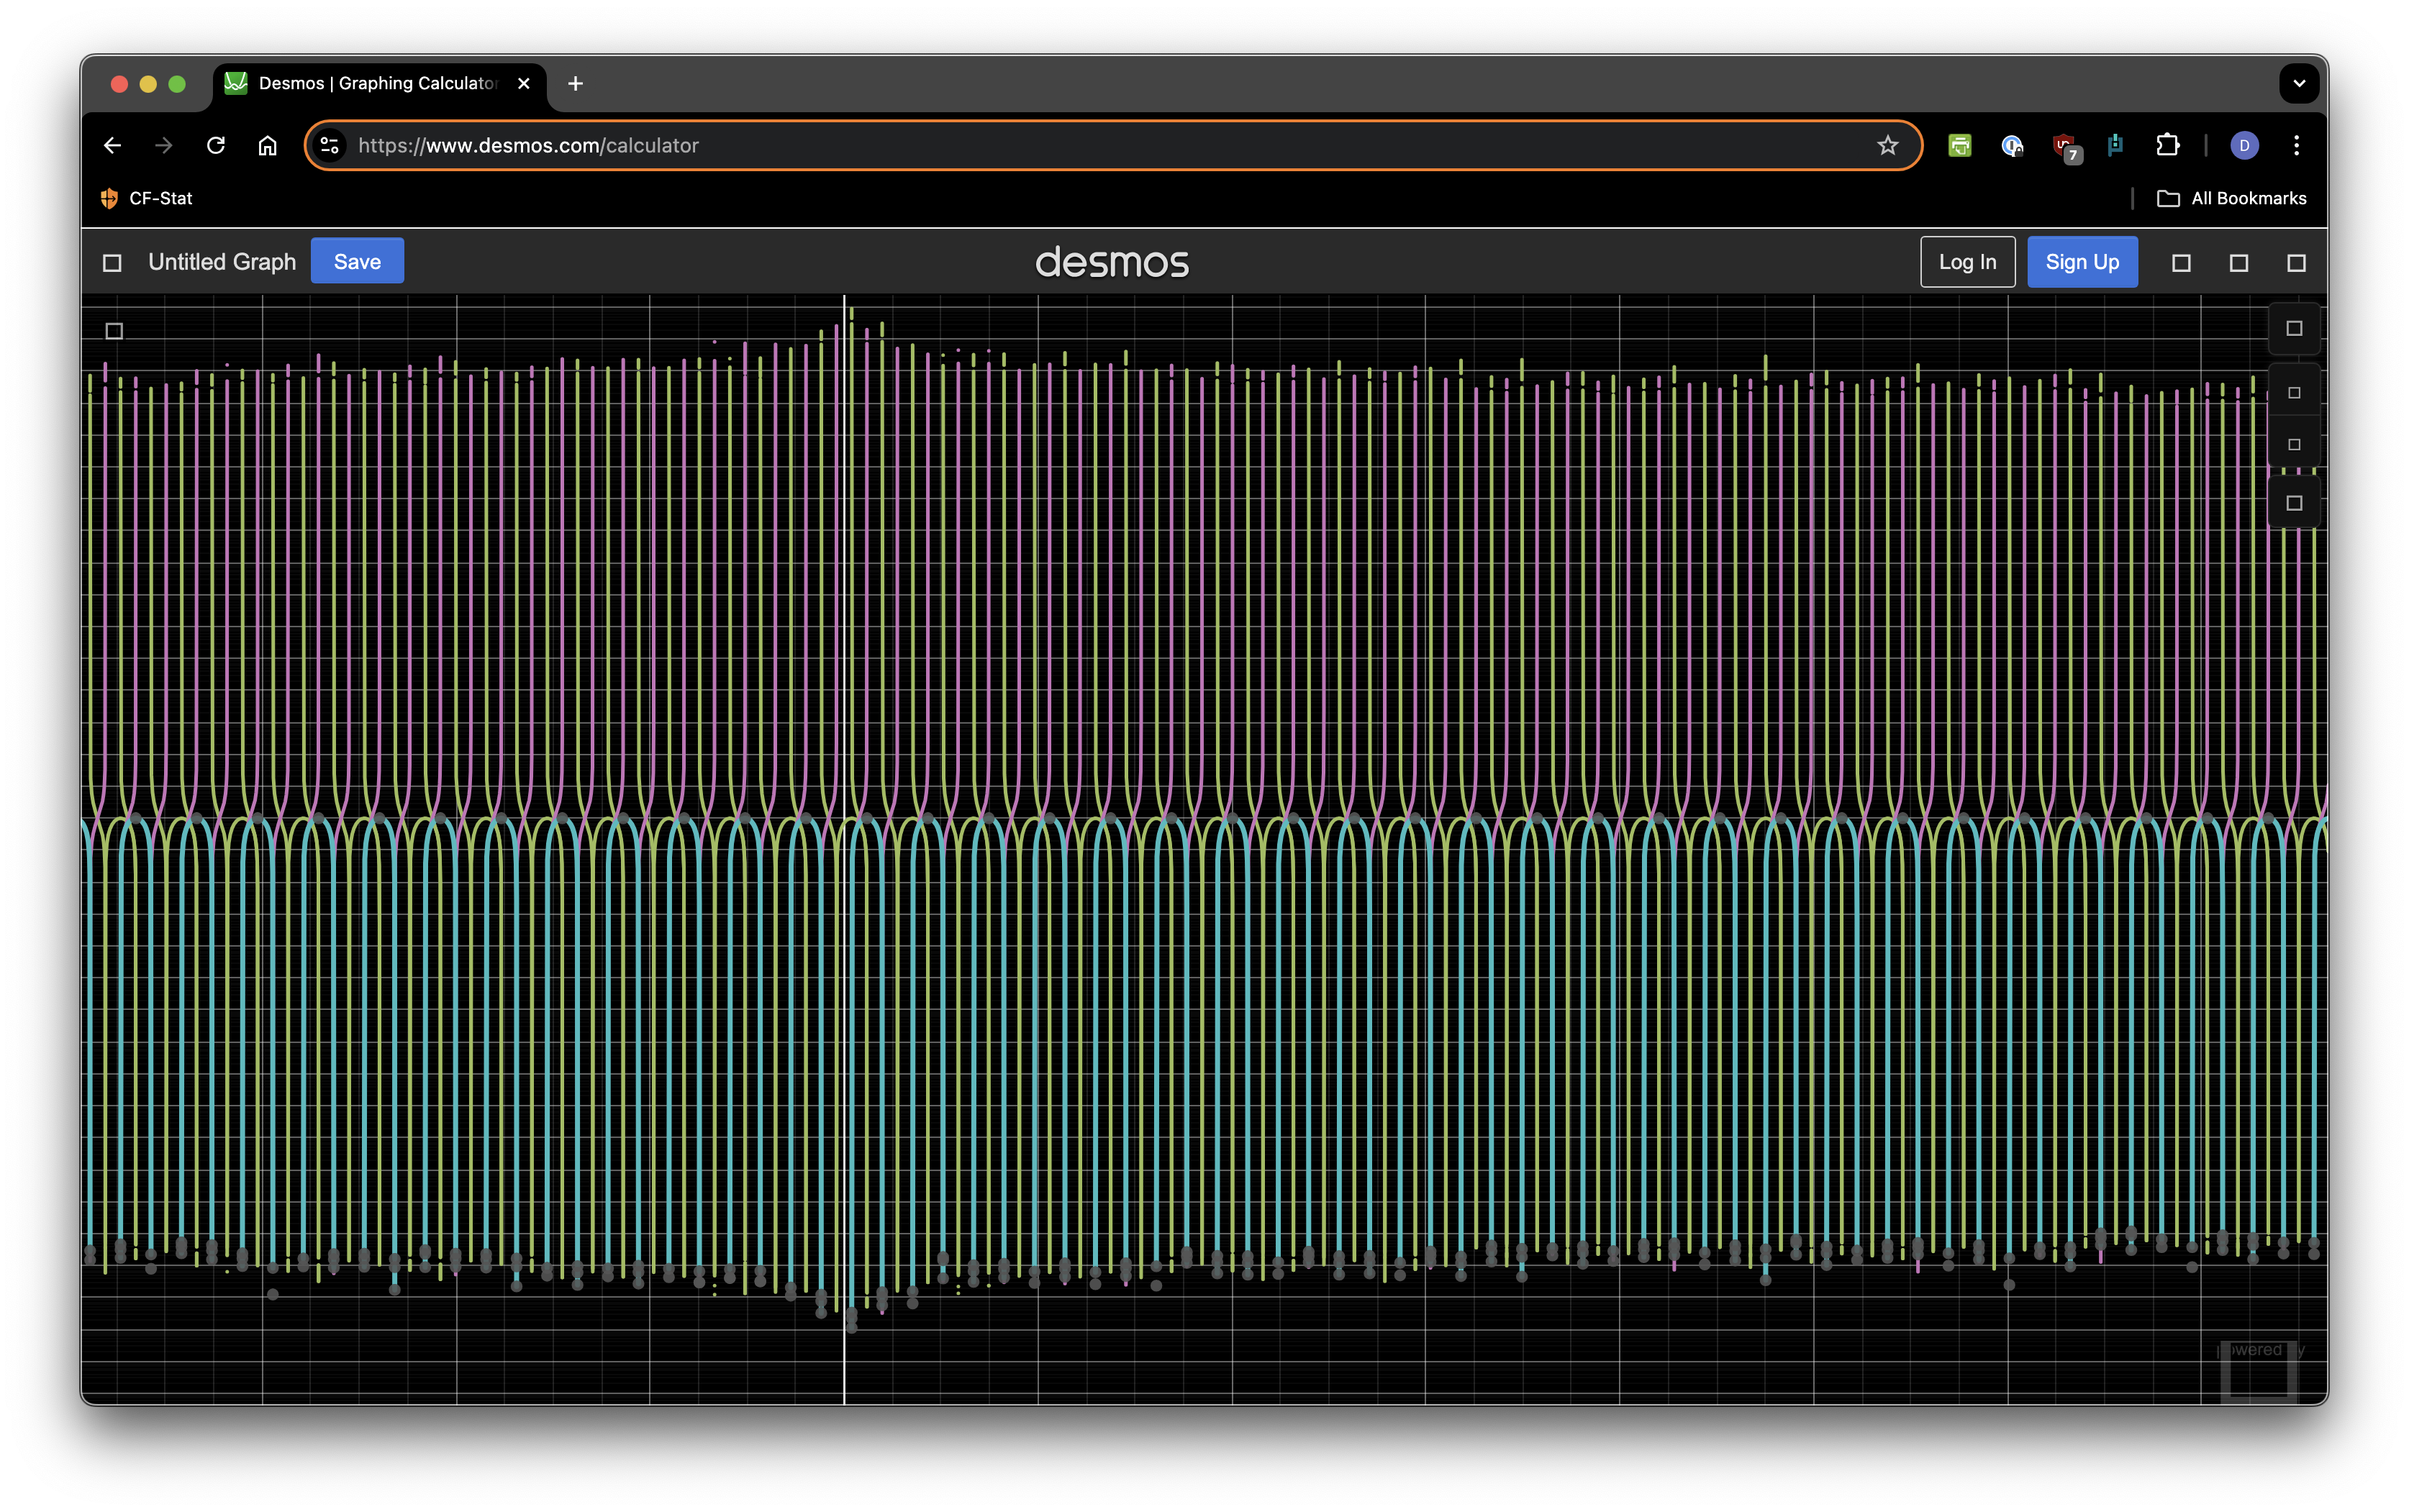 Desmos | Graphing Calculator
https://www.desmos.com/calculator
7
D
CF-Stat
All Bookmarks
Untitled Graph
Save
desmos
Log In
Sign Up
powered by